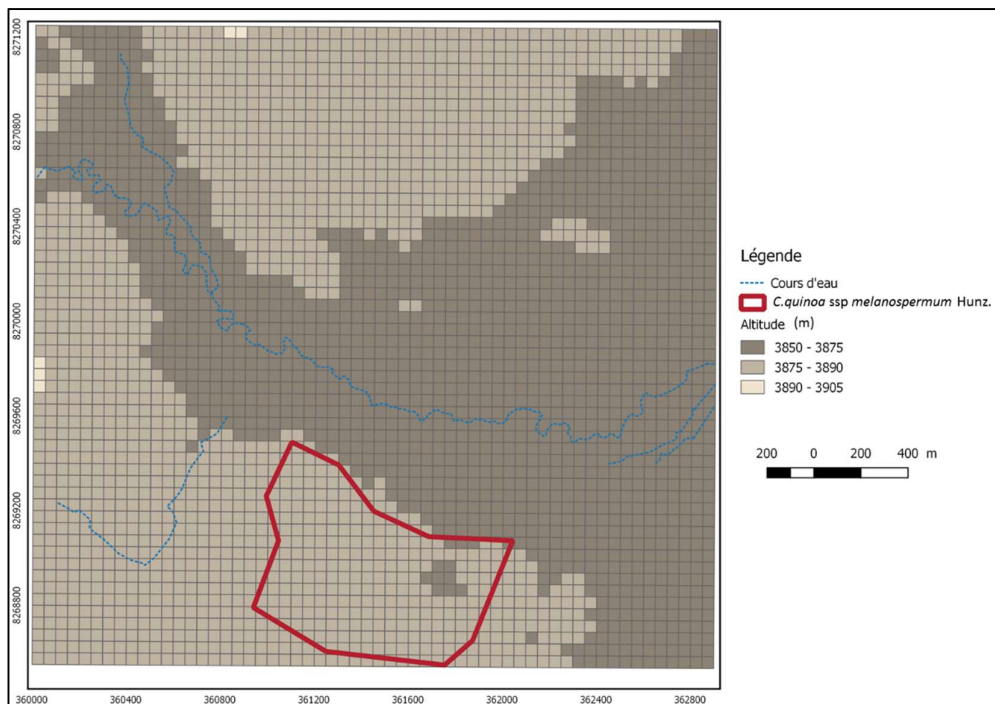 8271200
8270800
8270400
8270000
8269600
8269200
8268800
360000 360400 360800 361200 361600 362000 362400 362800
Légende
Cours d'eau
C.quinoa ssp melanospermum Hunz.
Altitude (m)
3850 - 3875
3875 - 3890
3890 - 3905
200 0 200 400 m